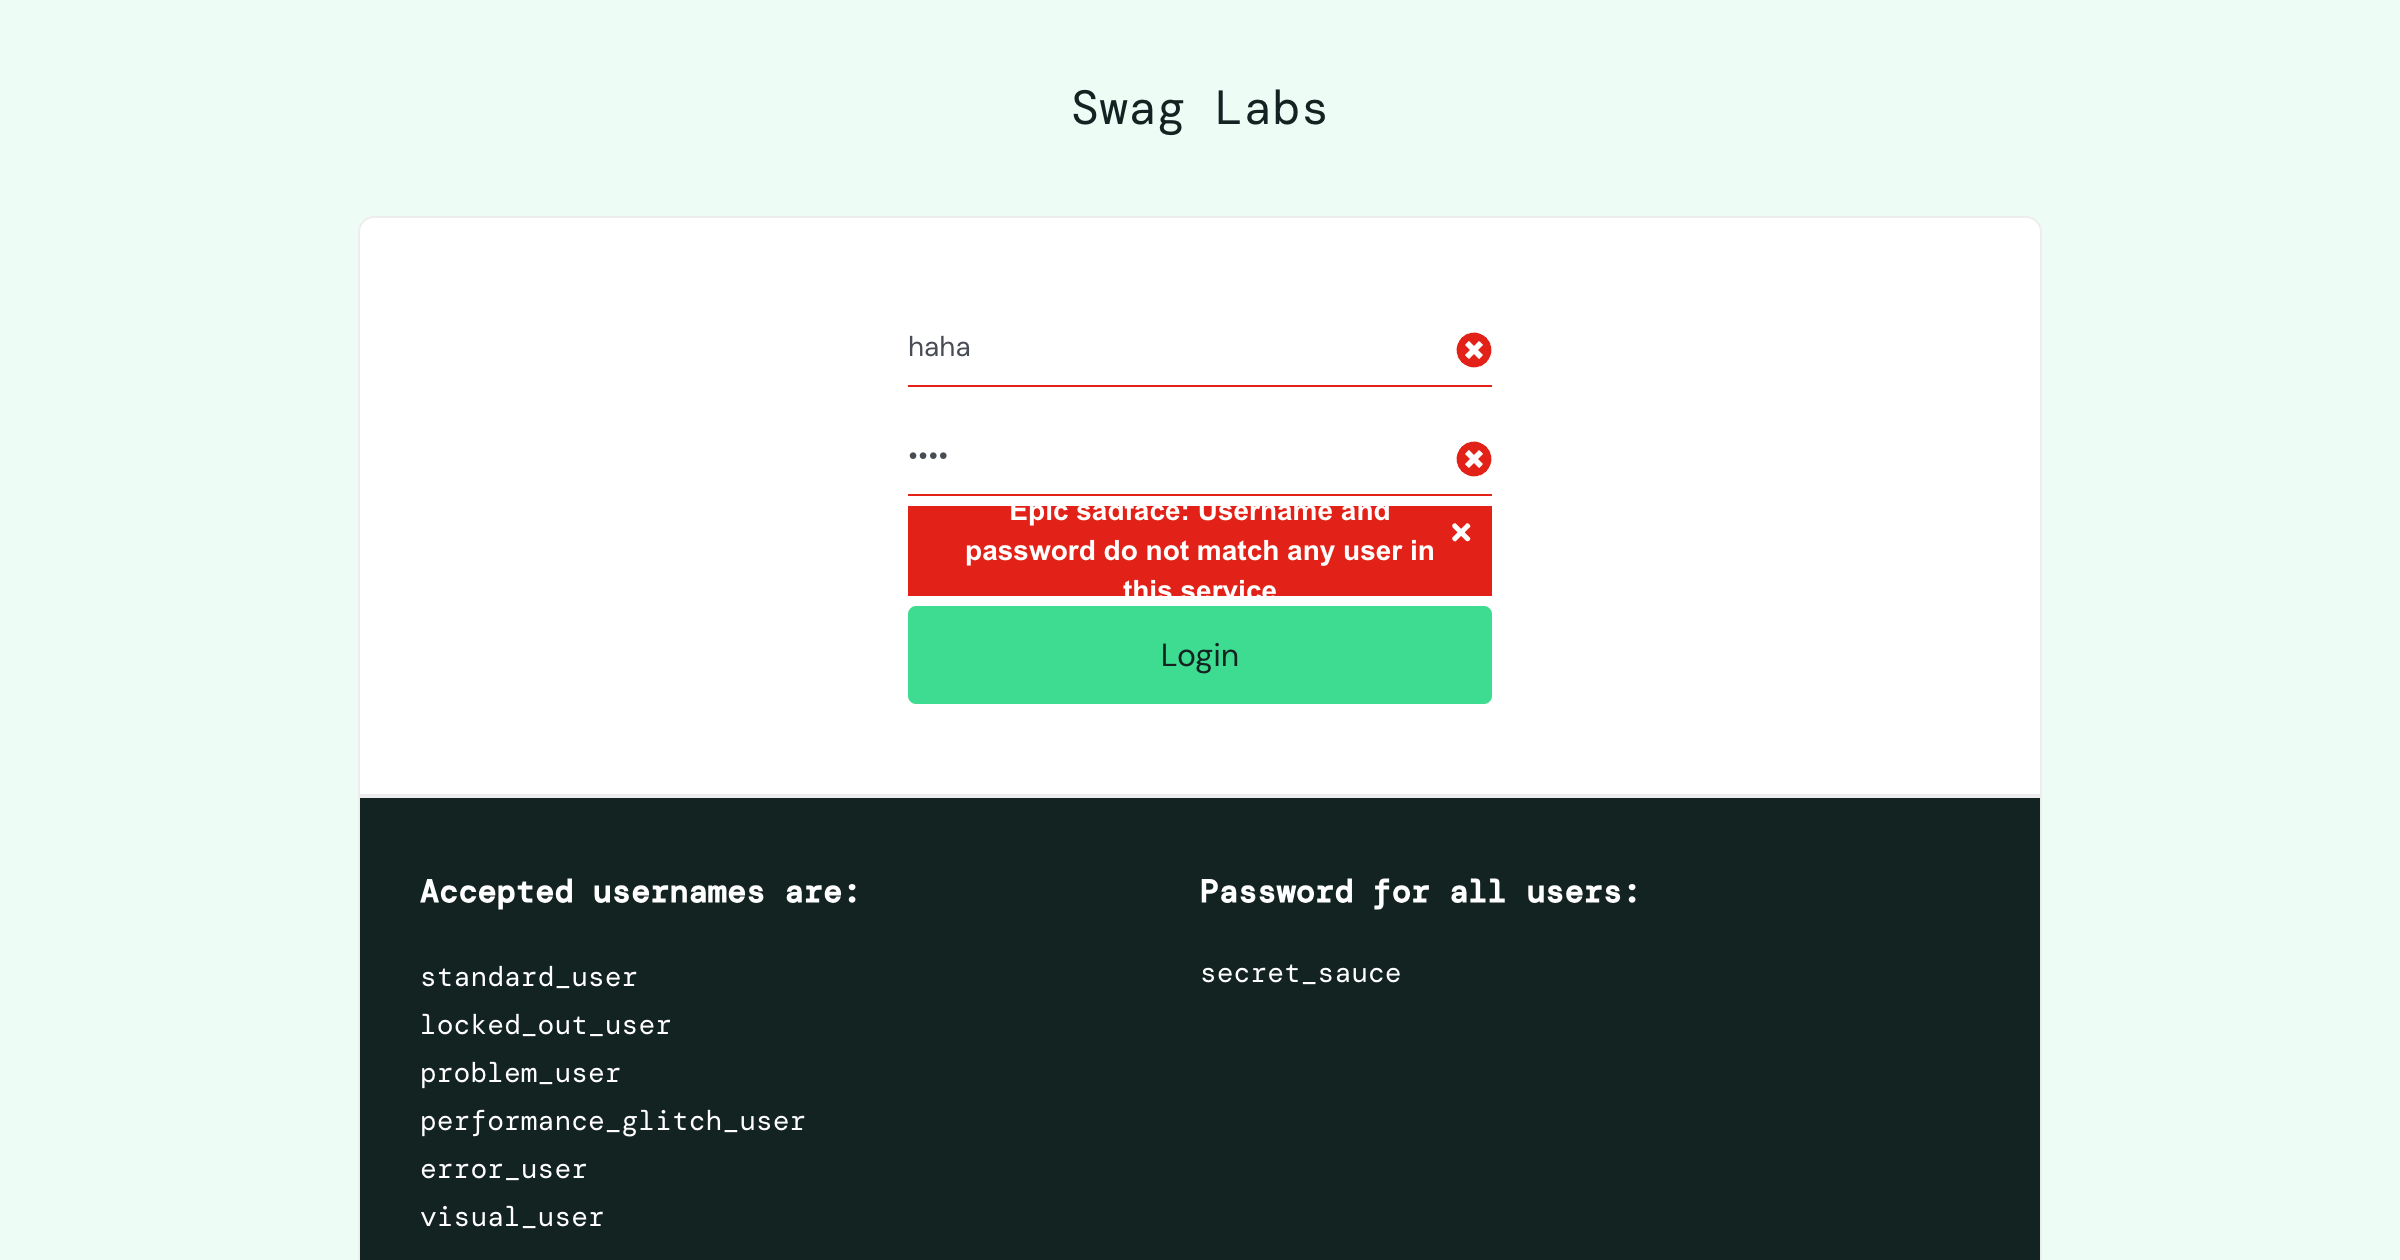 Swag Labs
haha
••••
Epic sadface: Username and
password do not match any user in
this service
Login
Accepted usernames are:
standard_user
locked_out_user
problem_user
performance_glitch_user
error_user
visual_user
Password for all users:
secret_sauce